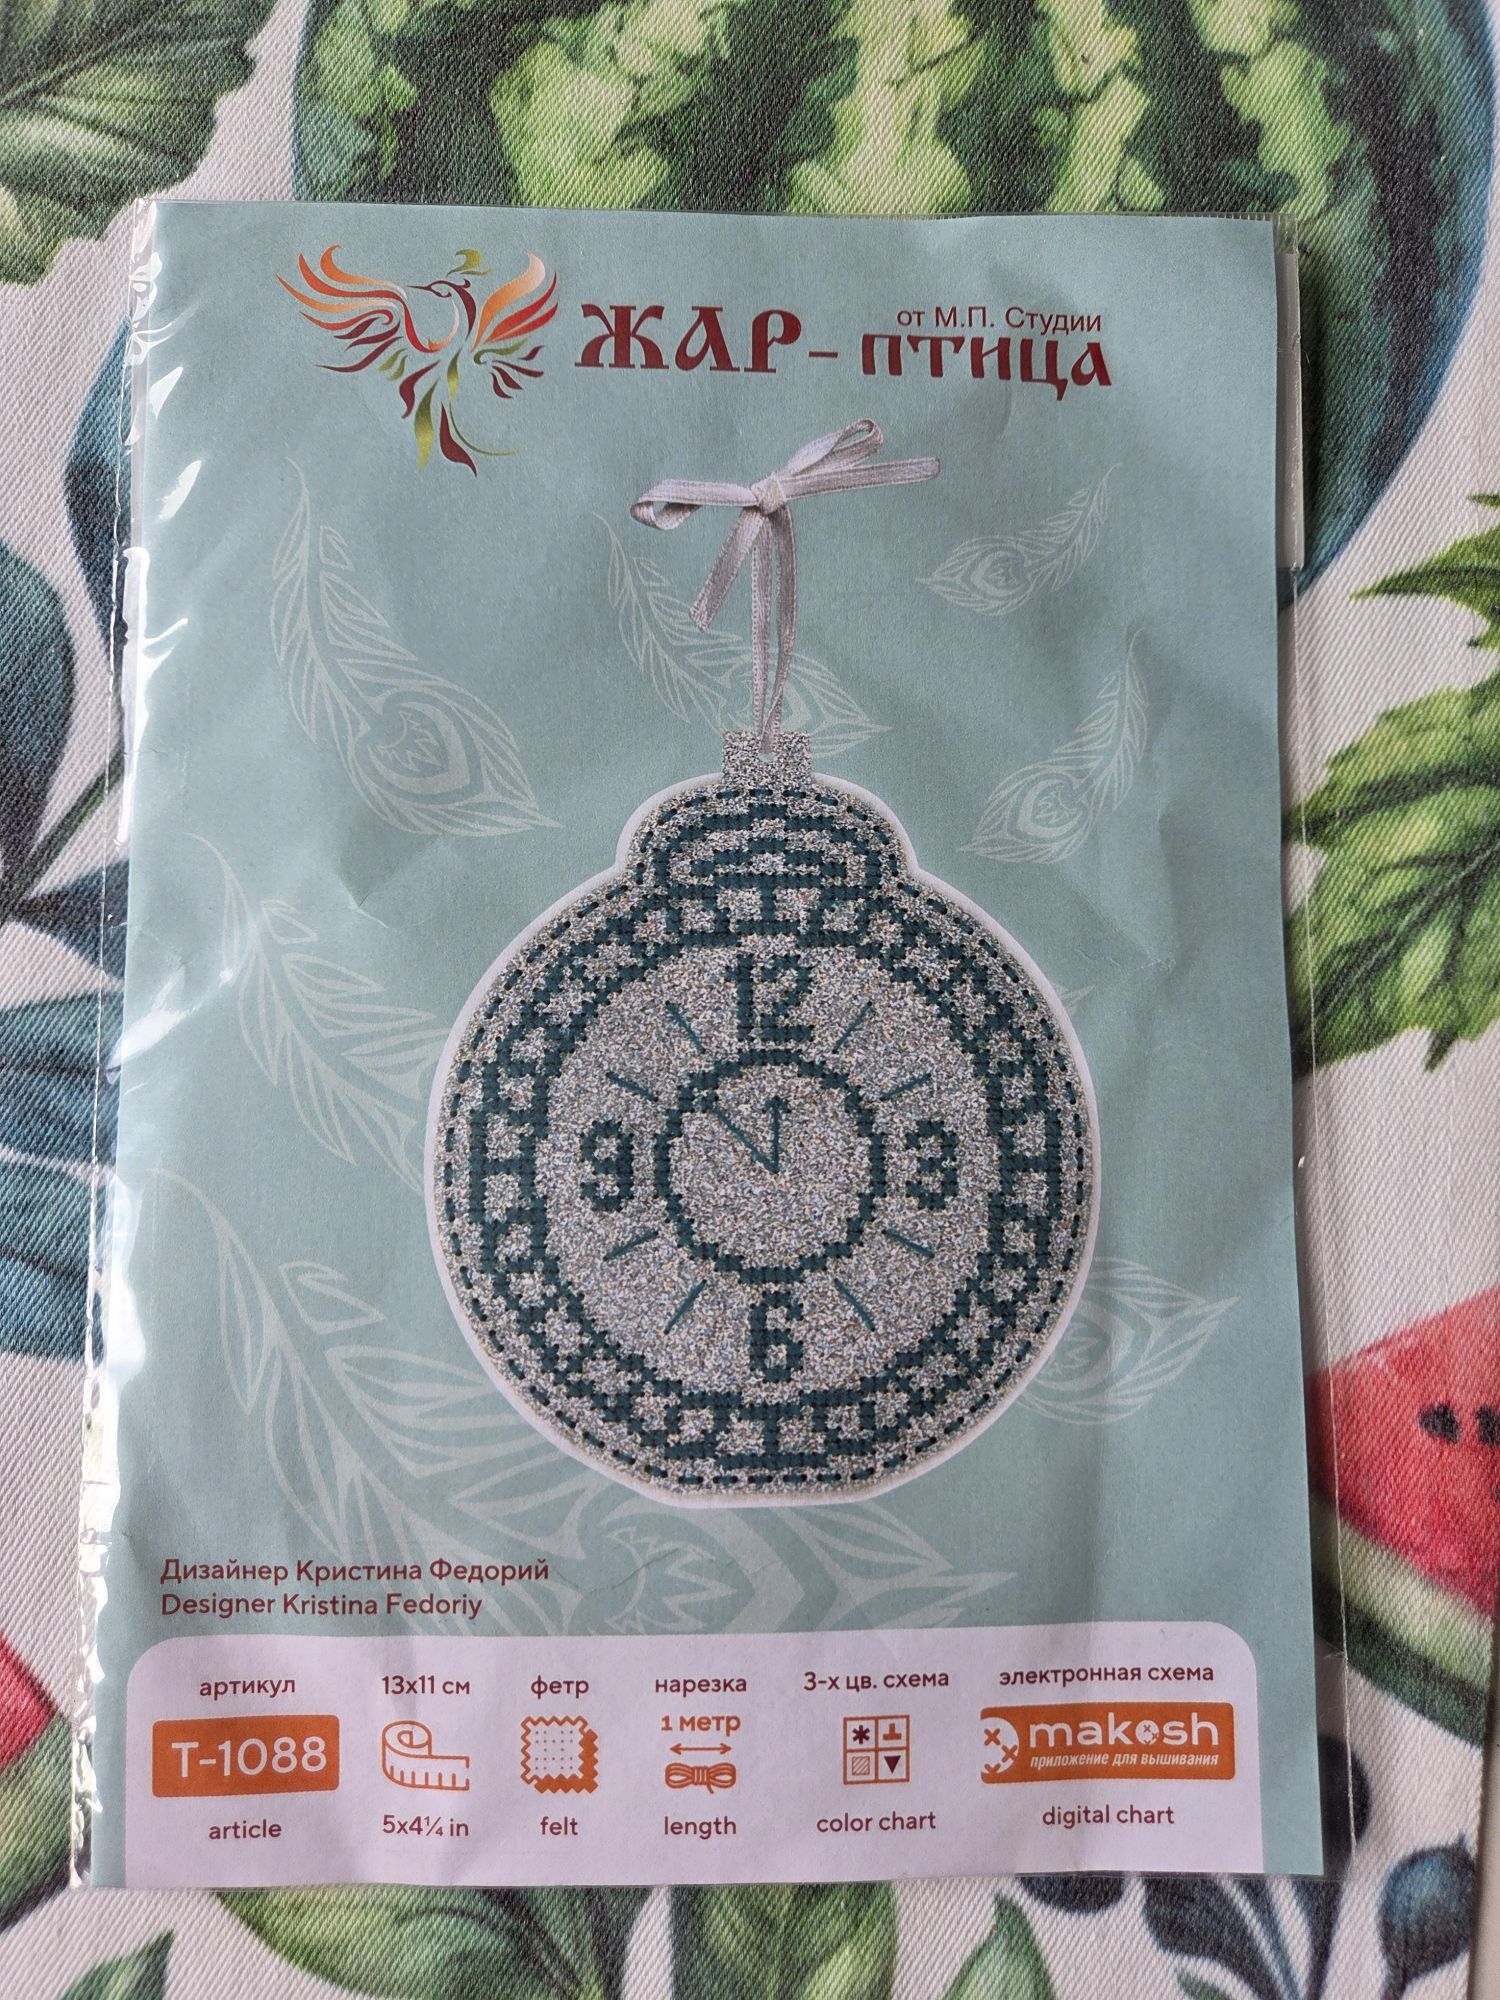 ЖАР-ПТИЦА
от М.П. Студии
12
9 3
6
Дизайнер Кристина Федорий
Designer Kristina Fedoriy
артикул 13x11 см фетр нарезка 3-х цв. схема электронная схема
1 метр
T-1088 makosh
приложение для вышивания
article 5x4¼ in felt length color chart digital chart